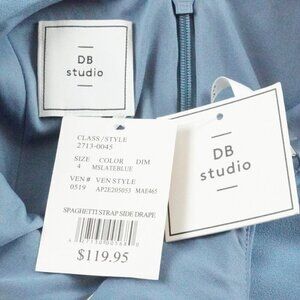 DB
studio
CLASS/STYLE
2713-0045
SIZE COLOR DIM
4 MSLATEBLUE
VEN # VEN STYLE
0519 AP2E205053 MAE465
SPAGHETTI STRAP SIDE DRAPE
$119.95
DB
studio